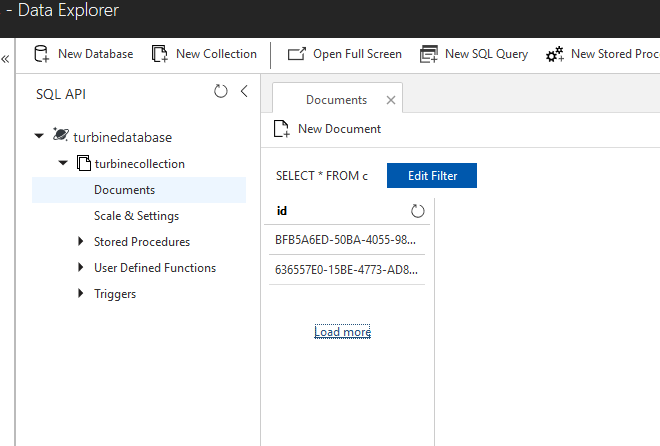 - Data Explorer
« New Database New Collection Open Full Screen New SQL Query New Stored Proc
SQL API
turbinedatabase
turbinecollection
Documents
Scale & Settings
Stored Procedures
User Defined Functions
Triggers
Documents
New Document
SELECT * FROM c Edit Filter
id
BFB5A6ED-50BA-4055-98...
636557E0-15BE-4773-AD8...
Load more